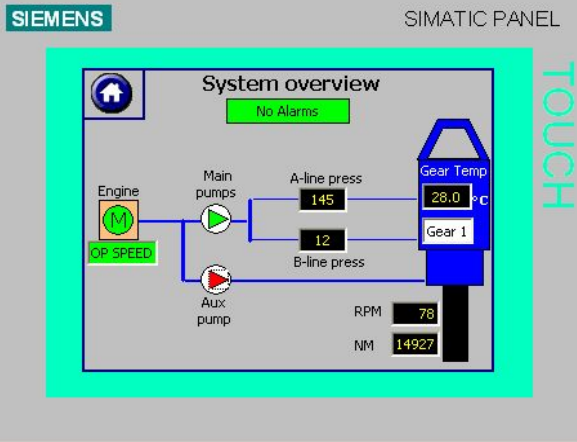 SIEMENS
SIMATIC PANEL
TOUCH
System overview
No Alarms
Gear Temp
28.0 °C
Gear 1
Main
pumps
A-line press
145
12
B-line press
Engine
M
OP SPEED
Aux
pump
RPM 78
NM 14927